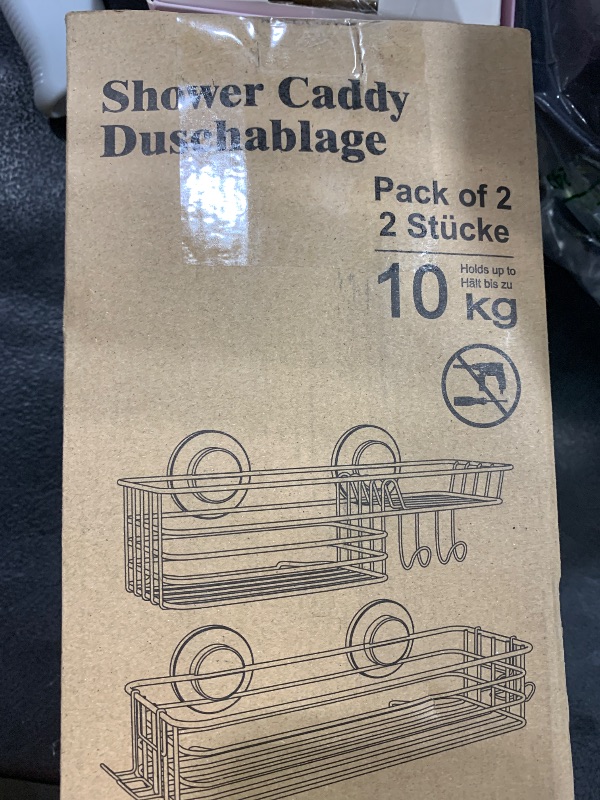 Shower Caddy
Duschablage
Pack of 2
2 Stücke
10 kg
Holds up to
Hält bis zu